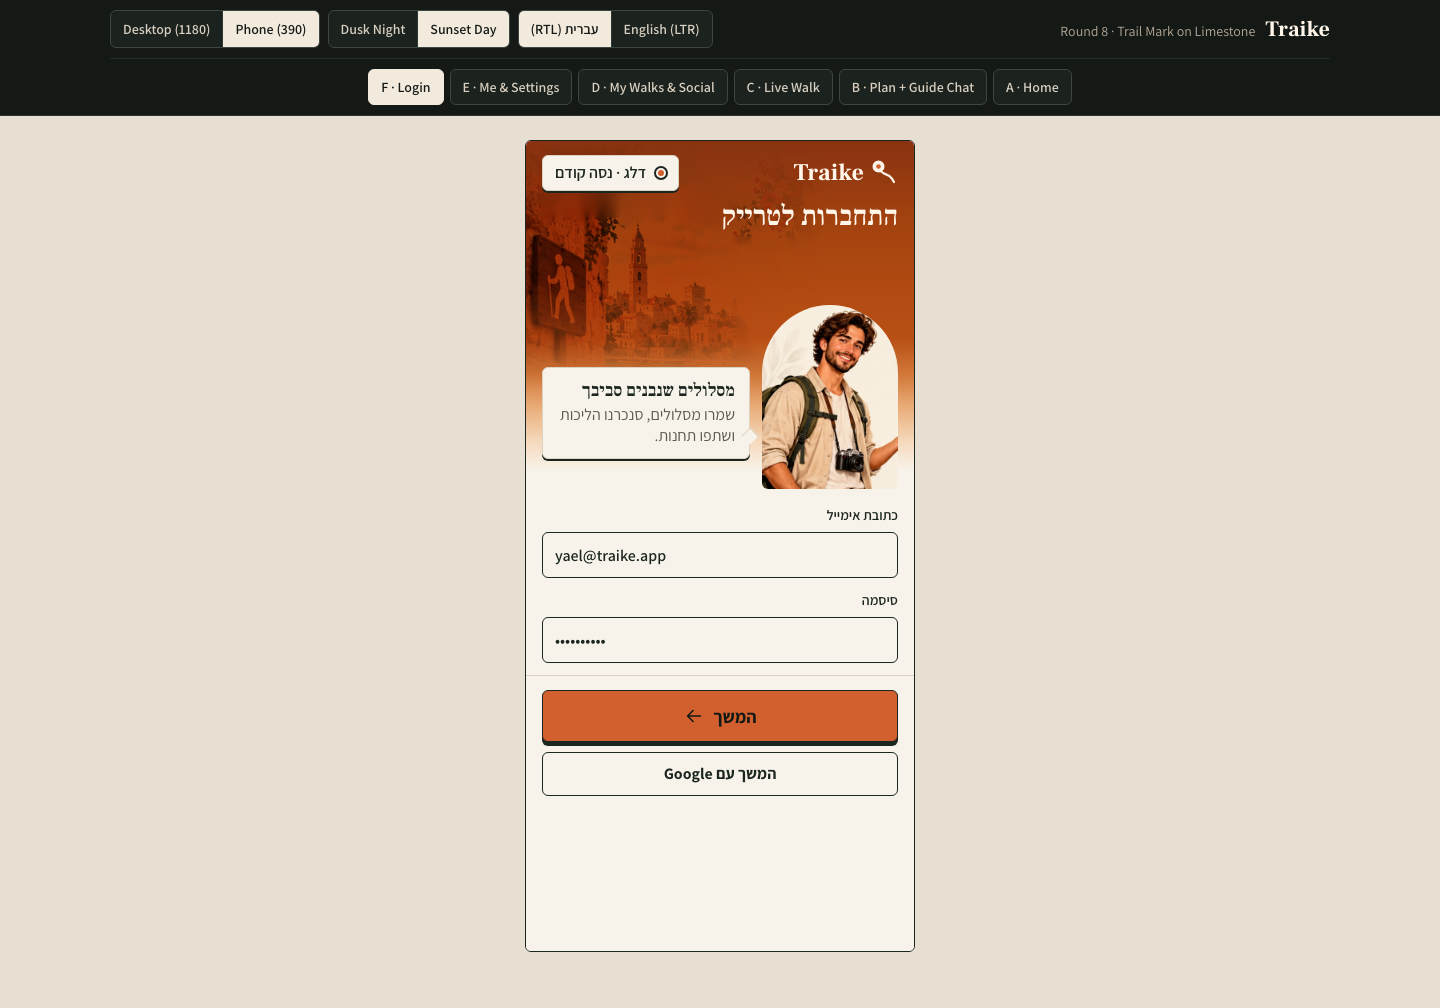 Traike Round 8 · Trail Mark on Limestone
English (LTR) עברית (RTL) Sunset Day Dusk Night Phone (390) Desktop (1180)
A · Home B · Plan + Guide Chat C · Live Walk D · My Walks & Social E · Me & Settings F · Login
Traike
דלג · נסה קודם
התחברות לטרייק
מסלולים שנבנים סביבך
שמרו מסלולים, סנכרנו הליכות
ושתפו תחנות.
כתובת אימייל
yael@traike.app
סיסמה
••••••••••
המשך ←
המשך עם Google